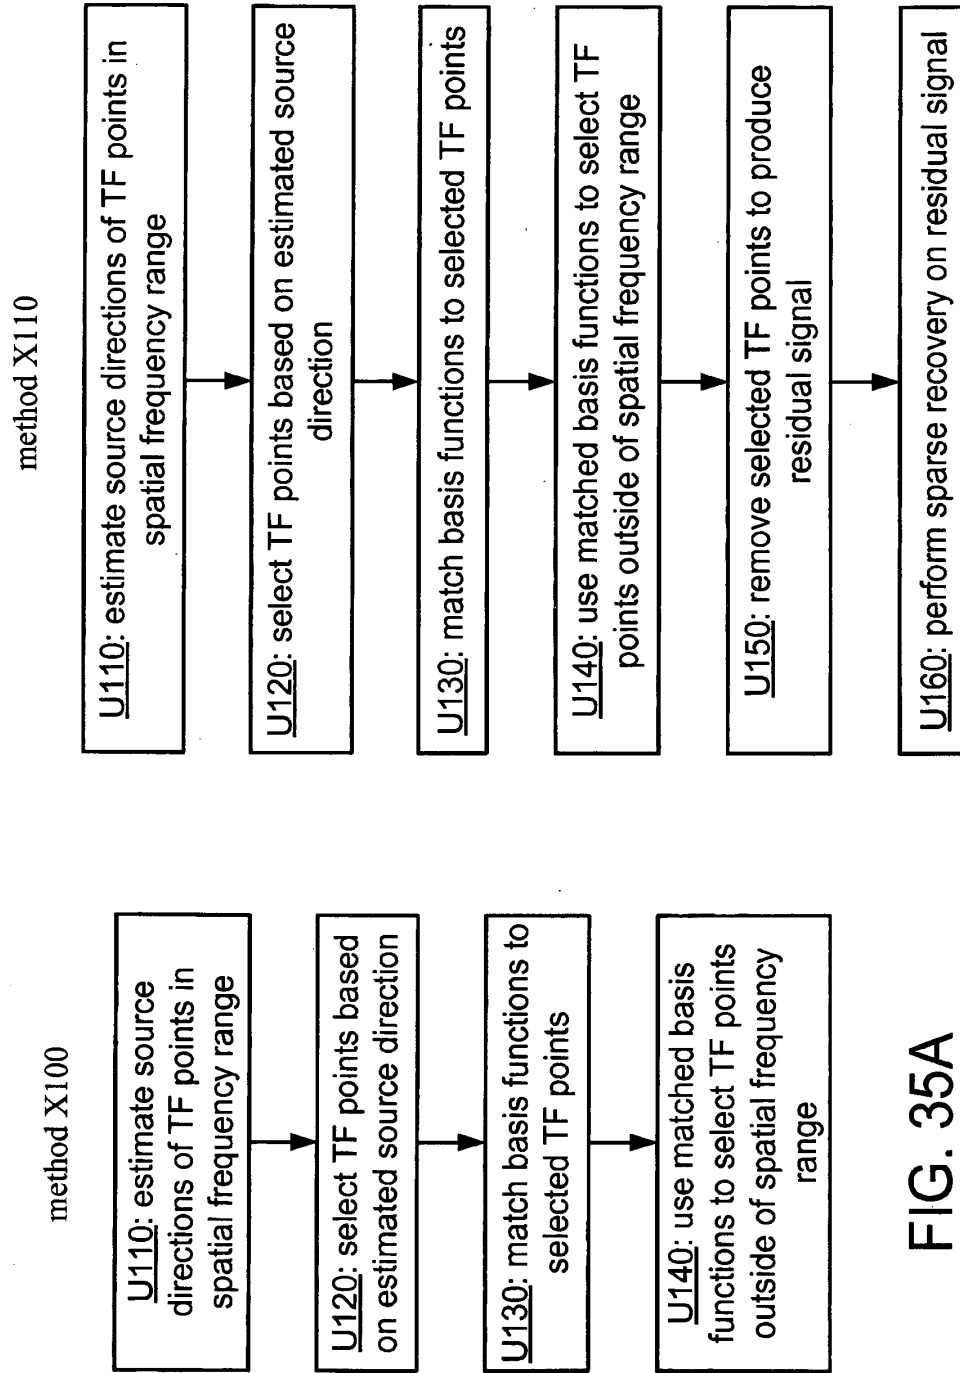 method X100
U110: estimate source
directions of TF points in
spatial frequency range
U120: select TF points based
on estimated source direction
U130: match basis functions to
selected TF points
U140: use matched basis
functions to select TF points
outside of spatial frequency
range
FIG. 35A
method X110
U110: estimate source directions of TF points in
spatial frequency range
U120: select TF points based on estimated source
direction
U130: match basis functions to selected TF points
U140: use matched basis functions to select TF
points outside of spatial frequency range
U150: remove selected TF points to produce
residual signal
U160: perform sparse recovery on residual signal